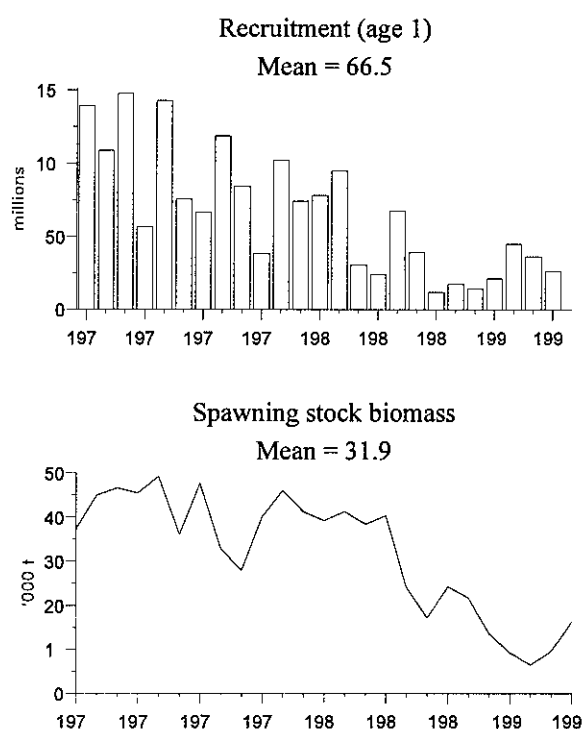 Recruitment (age 1)
Mean = 66.5
millions
15
10
50
0
197 197 197 197 198 198 198 199 199
Spawning stock biomass
Mean = 31.9
'000 t
50
40
30
20
1
0
197 197 197 197 198 198 198 199 199